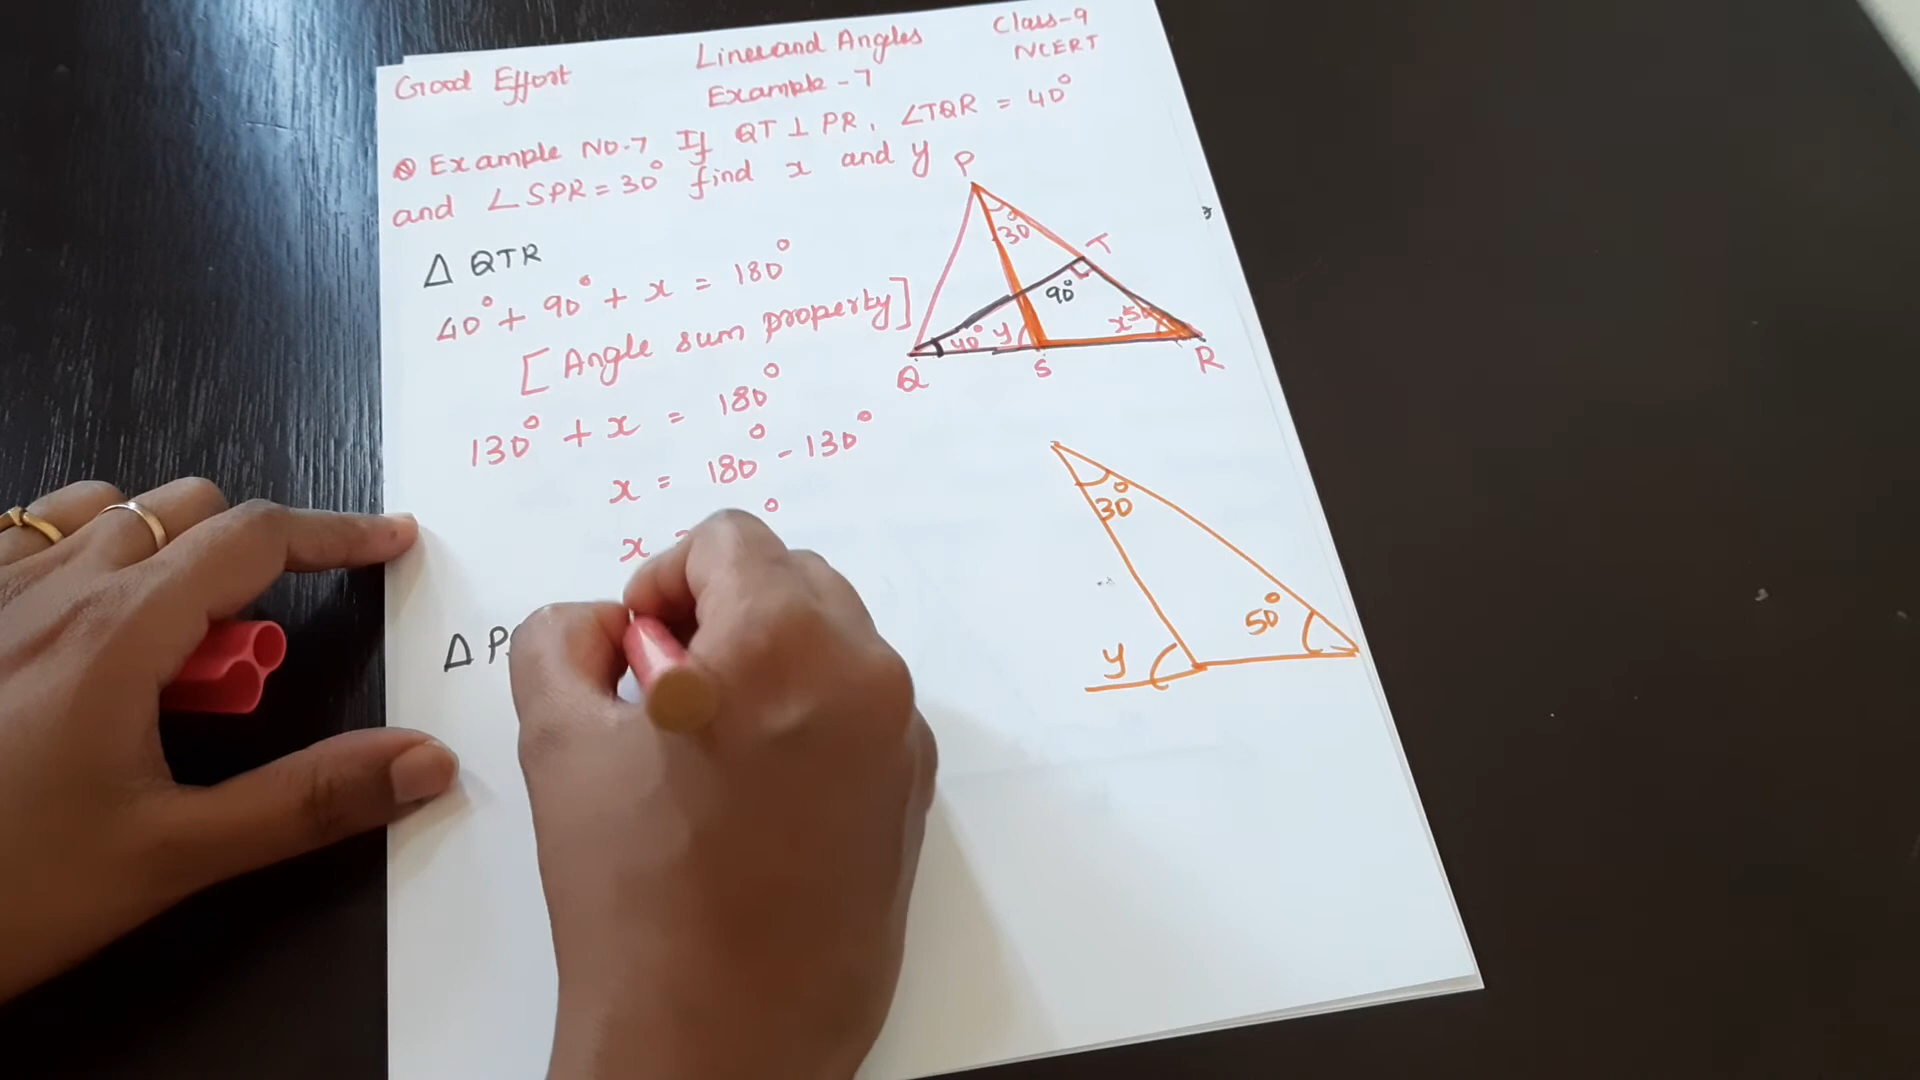 Good Effort
Lines and Angles
Class-9
NCERT
Example-7
Q Example No.7 If QT ⊥ PR, ∠TQR = 40°
and ∠SPR = 30° find x and y
Δ QTR
40° + 90° + x = 180°
[Angle sum property]
130° + x = 180°
x = 180° - 130°
x =
Δ P
P
30°
T
90°
40°
y
x
Q
S
R
30°
50°
y